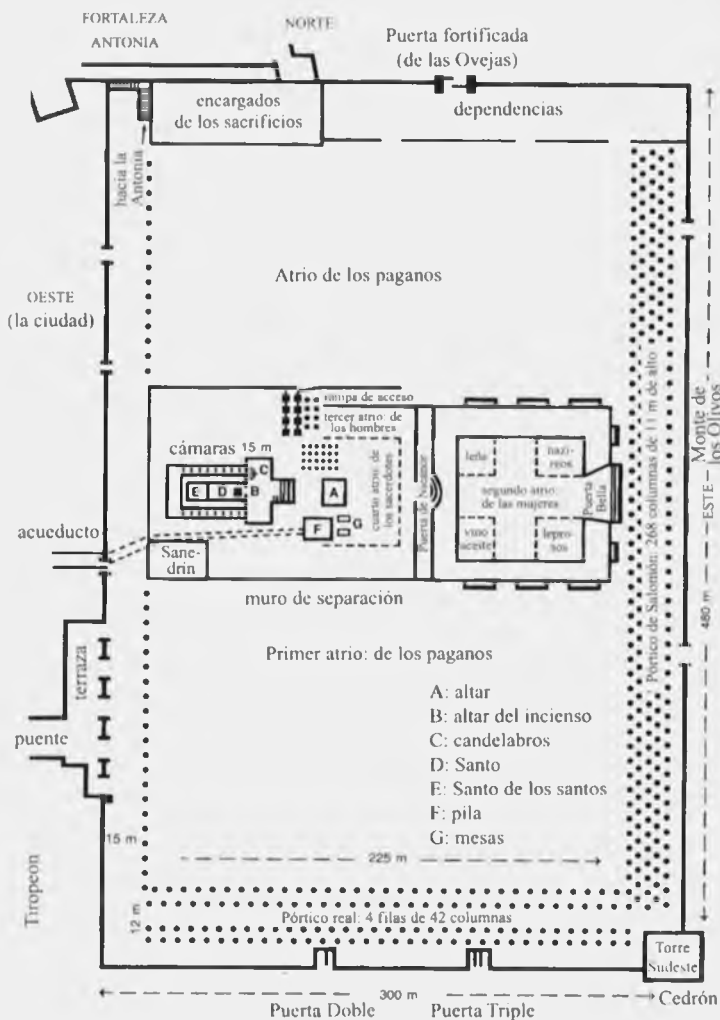 FORTALEZA
ANTONIA
NORTE
Puerta fortificada
(de las Ovejas)
encargados
de los sacrificios
dependencias
hacia la
Antonia
Atrio de los paganos
OESTE
(la ciudad)
rampa de acceso
tercer atrio: de
los hombres
cámaras 15 m
C
E D B
A
F
G
cuarto atrio: de
los sacerdotes
Puerta de Nicanor
leña
nazi-
reos
segundo atrio:
de las mujeres
vino
aceite
lepro-
sos
Puerta
Bella
Pórtico de Salomón: 268 columnas de 11 m de alto
Monte de
los Olivos
ESTE
480 m
acueducto
Sane-
drín
muro de separación
terraza
puente
Primer atrio: de los paganos
A: altar
B: altar del incienso
C: candelabros
D: Santo
E: Santo de los santos
F: pila
G: mesas
15 m
225 m
Tiropeón
12 m
Pórtico real: 4 filas de 42 columnas
Torre
Sudeste
300 m
Cedrón
Puerta Doble
Puerta Triple